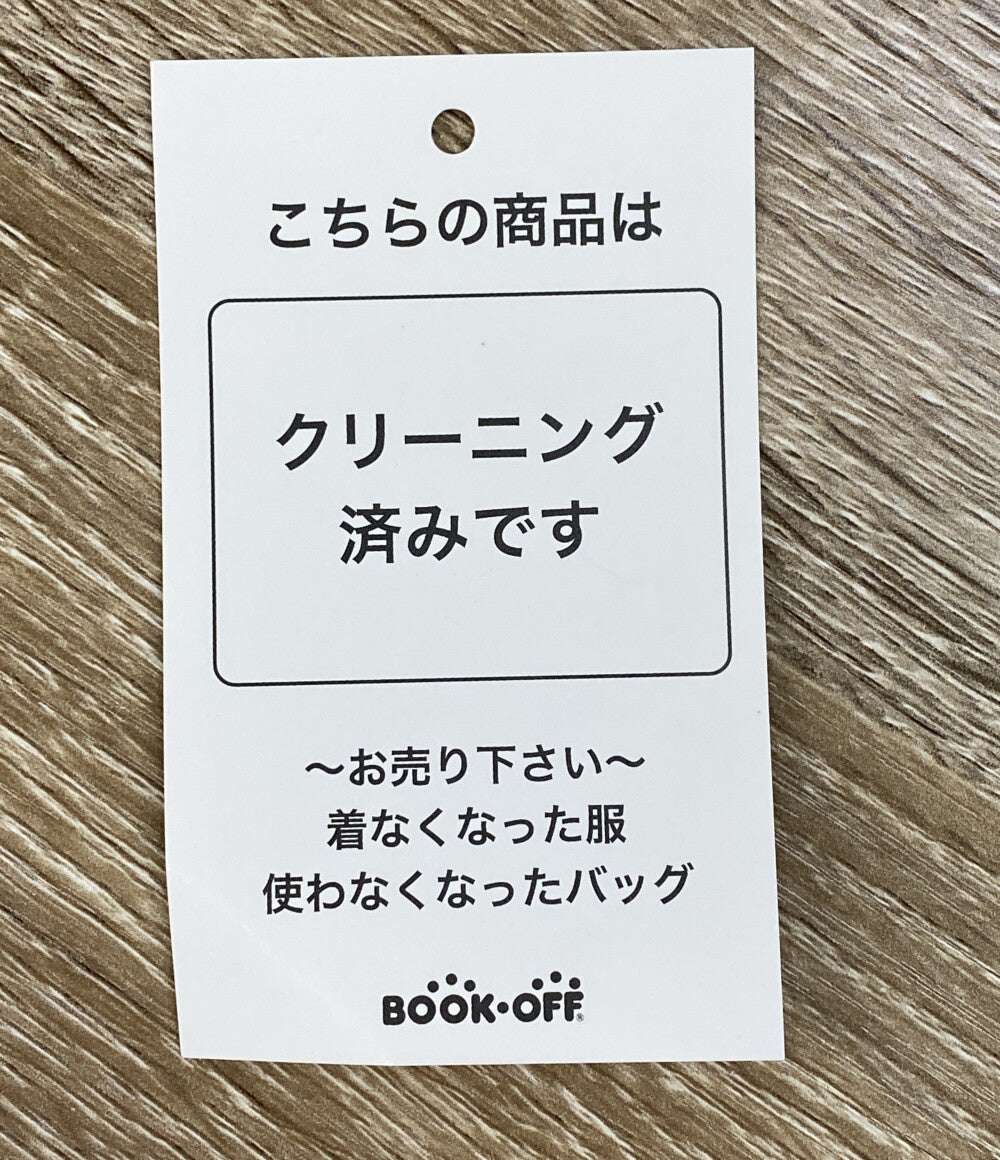 こちらの商品は
クリーニング
済みです
～お売り下さい～
着なくなった服
使わなくなったバッグ
BOOK・OFF®